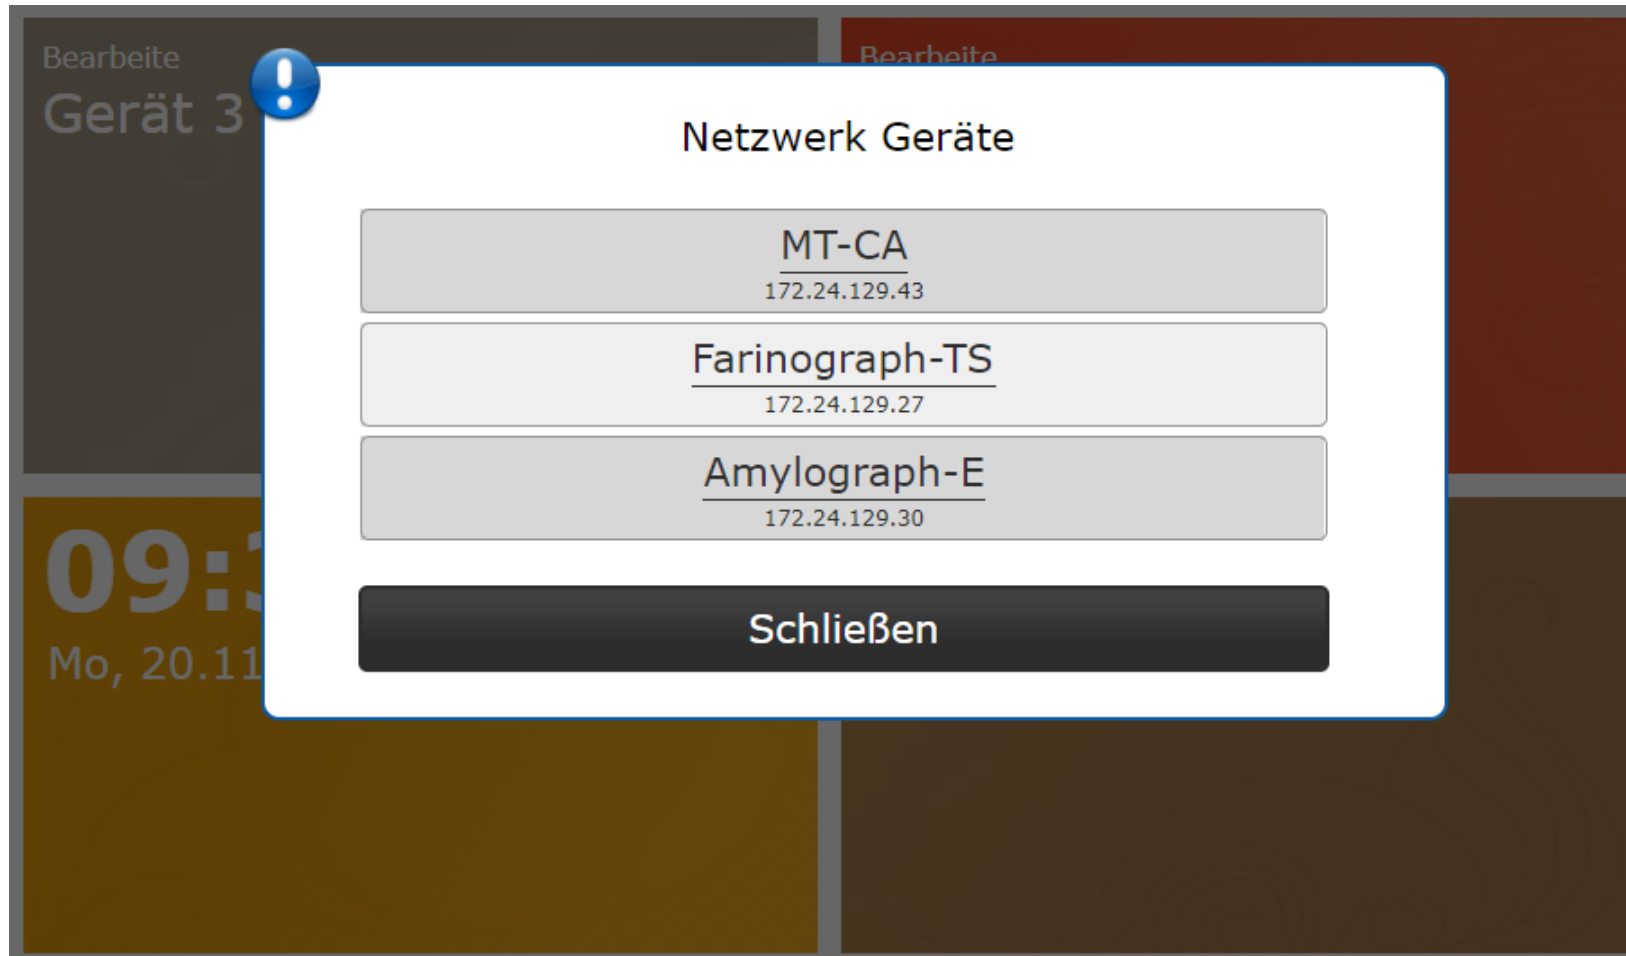 Bearbeite
Gerät 3
Bearbeite
Netzwerk Geräte
MT-CA
172.24.129.43
Farinograph-TS
172.24.129.27
Amylograph-E
172.24.129.30
Schließen
09:
Mo, 20.11